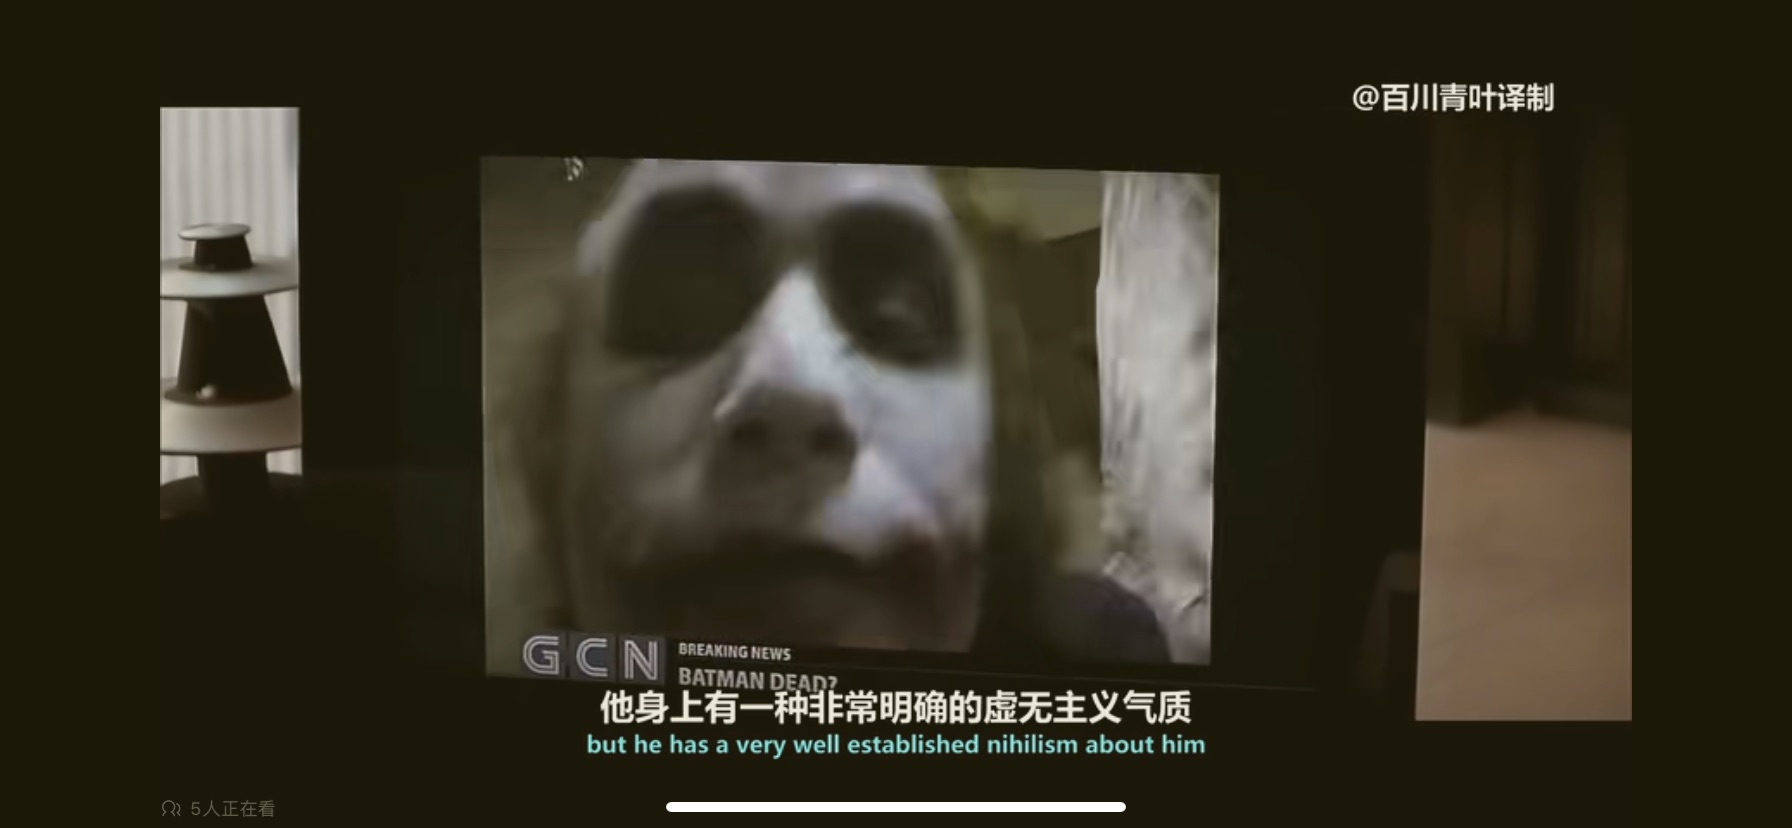 @百川青叶译制
GCN
BREAKING NEWS
BATMAN DEAD?
他身上有一种非常明确的虚无主义气质
but he has a very well established nihilism about him
5人正在看